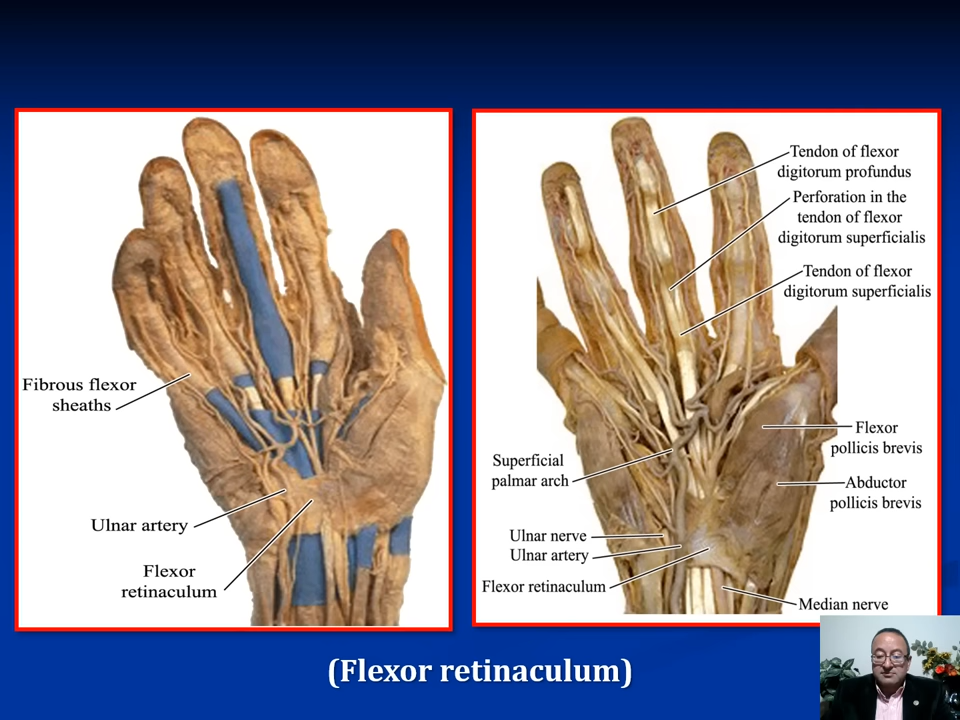 Fibrous flexor
sheaths
Ulnar artery
Flexor
retinaculum
Tendon of flexor
digitorum profundus
Perforation in the
tendon of flexor
digitorum superficialis
Tendon of flexor
digitorum superficialis
Flexor
pollicis brevis
Superficial
palmar arch
Abductor
pollicis brevis
Ulnar nerve
Ulnar artery
Flexor retinaculum
Median nerve
(Flexor retinaculum)